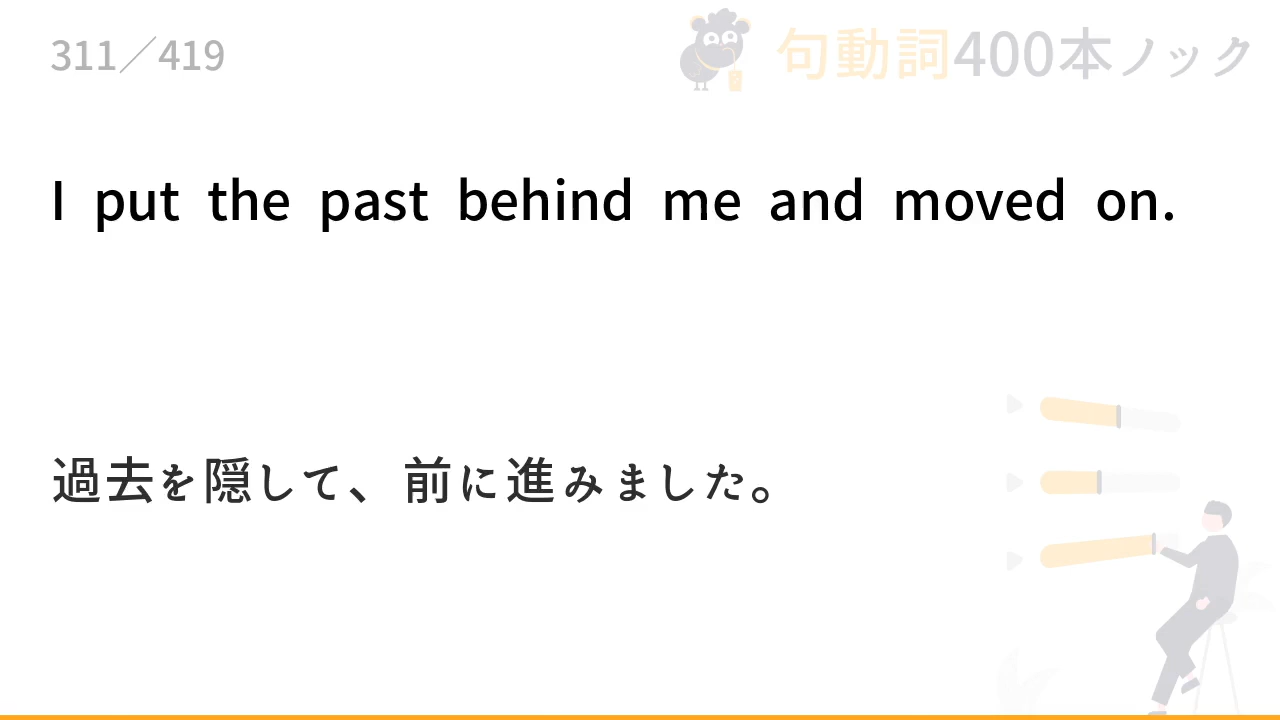 311／419
句動詞400本ノック
I put the past behind me and moved on.
過去を隠して、前に進みました。